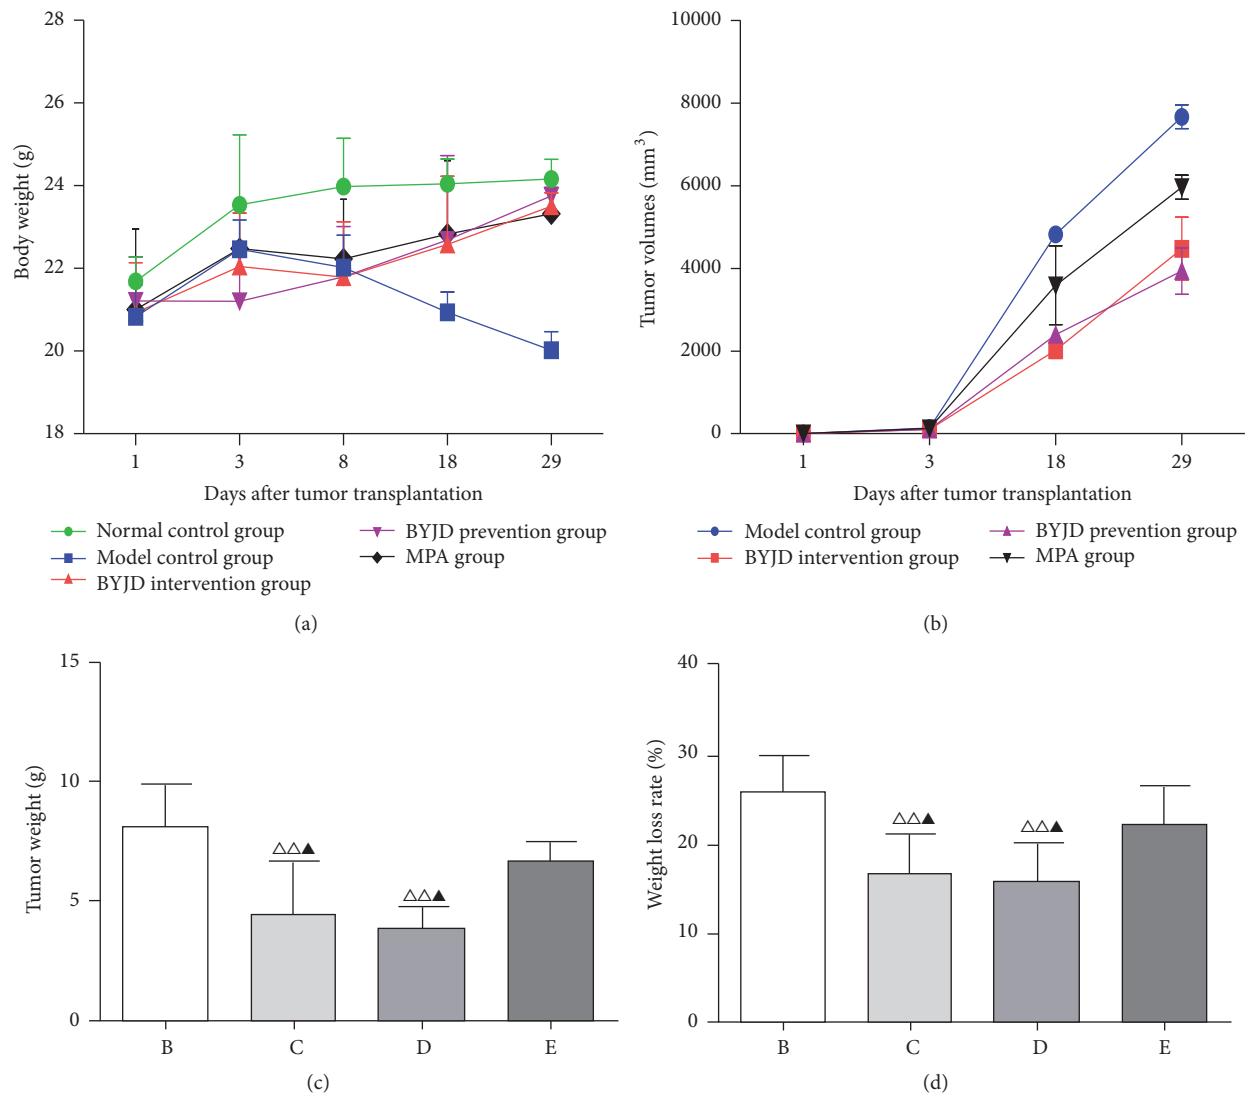 28
26
24
22
20
18
Body weight (g)
1 3 8 18 29
Days after tumor transplantation
Normal control group
Model control group
BYJD intervention group
BYJD prevention group
MPA group
(a)
10000
8000
6000
4000
2000
0
Tumor volumes (mm³)
1 3 18 29
Days after tumor transplantation
Model control group
BYJD intervention group
BYJD prevention group
MPA group
(b)
15
10
5
0
Tumor weight (g)
△△▲
△△▲
B C D E
(c)
40
30
20
10
0
Weight loss rate (%)
△△▲
△△▲
B C D E
(d)